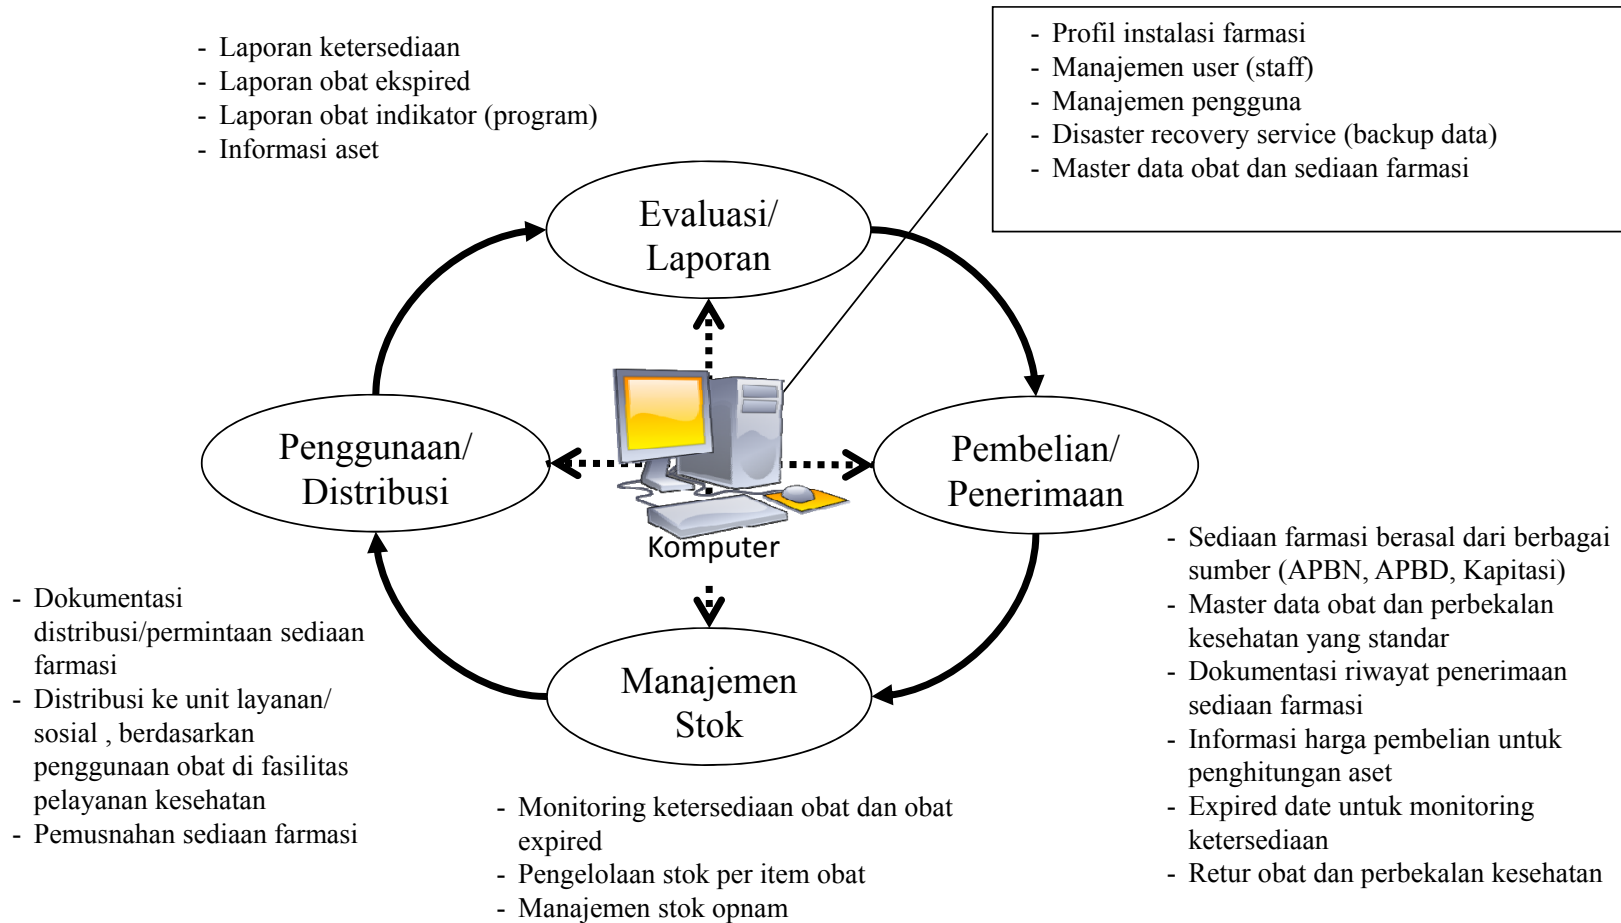 - Laporan ketersediaan
- Laporan obat ekspired
- Laporan obat indikator (program)
- Informasi aset
- Profil instalasi farmasi
- Manajemen user (staff)
- Manajemen pengguna
- Disaster recovery service (backup data)
- Master data obat dan sediaan farmasi
Evaluasi/
Laporan
Penggunaan/
Distribusi
Komputer
Pembelian/
Penerimaan
Manajemen
Stok
- Dokumentasi
distribusi/permintaan sediaan
farmasi
- Distribusi ke unit layanan/
sosial , berdasarkan
penggunaan obat di fasilitas
pelayanan kesehatan
- Pemusnahan sediaan farmasi
- Monitoring ketersediaan obat dan obat
expired
- Pengelolaan stok per item obat
- Manajemen stok opnam
- Sediaan farmasi berasal dari berbagai
sumber (APBN, APBD, Kapitasi)
- Master data obat dan perbekalan
kesehatan yang standar
- Dokumentasi riwayat penerimaan
sediaan farmasi
- Informasi harga pembelian untuk
penghitungan aset
- Expired date untuk monitoring
ketersediaan
- Retur obat dan perbekalan kesehatan